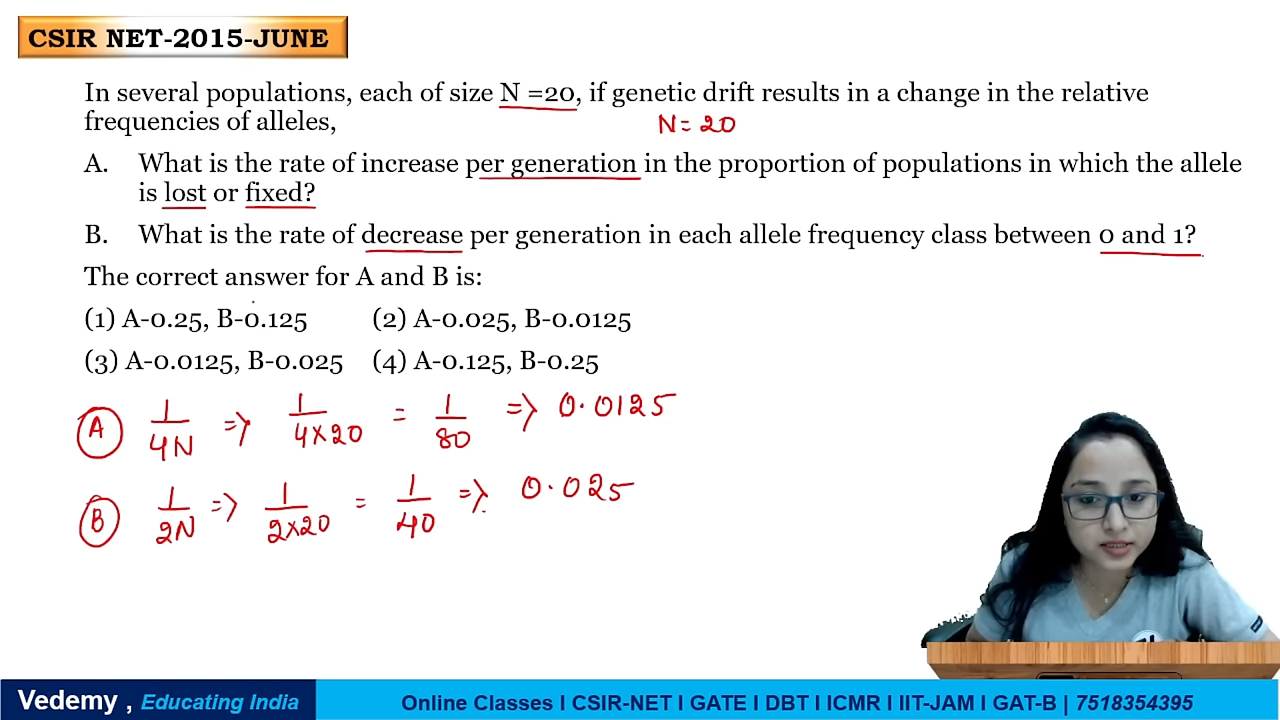 CSIR NET-2015-JUNE
In several populations, each of size N =20, if genetic drift results in a change in the relative
frequencies of alleles,
N= 20
A. What is the rate of increase per generation in the proportion of populations in which the allele
is lost or fixed?
B. What is the rate of decrease per generation in each allele frequency class between 0 and 1?
The correct answer for A and B is:
(1) A-0.25, B-0.125 (2) A-0.025, B-0.0125
(3) A-0.0125, B-0.025 (4) A-0.125, B-0.25
A 1/4N => 1/4×20 = 1/80 => 0.0125
B 1/2N => 1/2×20 = 1/40 => 0.025
Vedemy , Educating India
Online Classes I CSIR-NET I GATE I DBT I ICMR I IIT-JAM I GAT-B | 7518354395